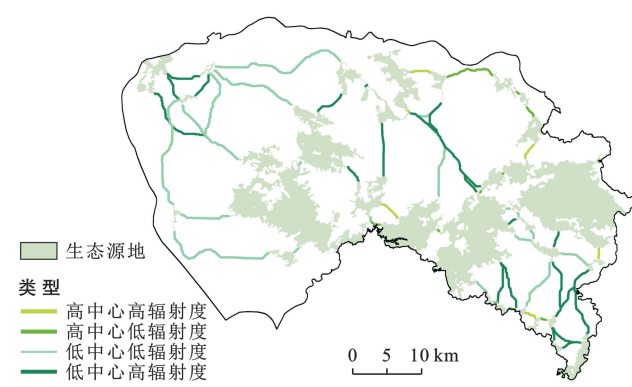 生态源地
类型
高中心高辐射度
高中心低辐射度
低中心低辐射度
低中心高辐射度
0 5 10 km